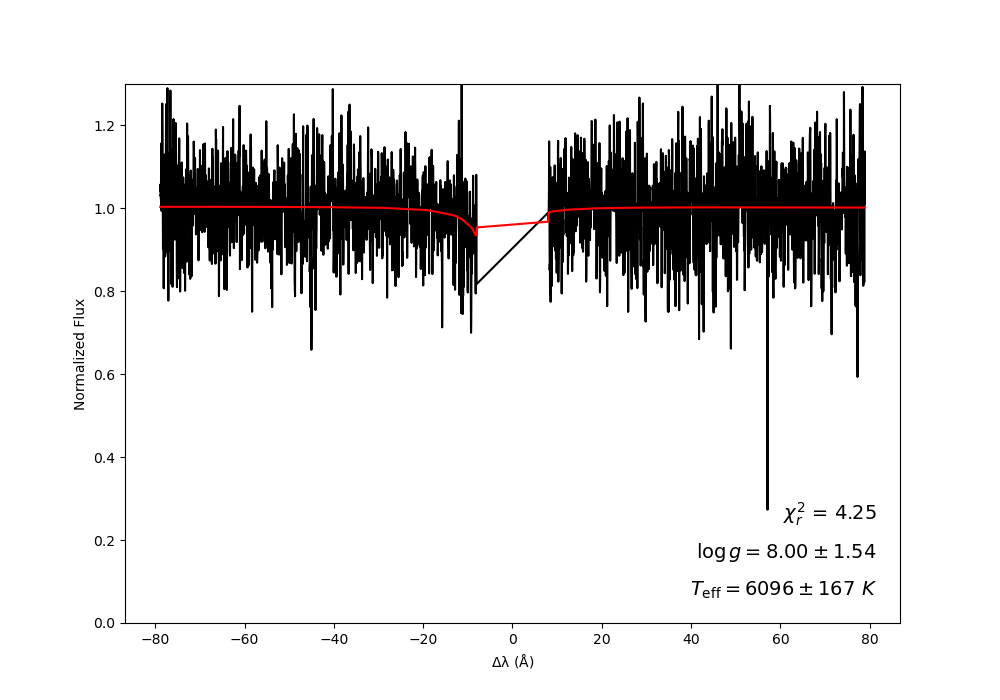 1.2
1.0
0.8
0.6
0.4
0.2
0.0
Normalized Flux
χ²ᵣ = 4.25
log g = 8.00 ± 1.54
T_eff = 6096 ± 167 K
−80 −60 −40 −20 0 20 40 60 80
Δλ (Å)